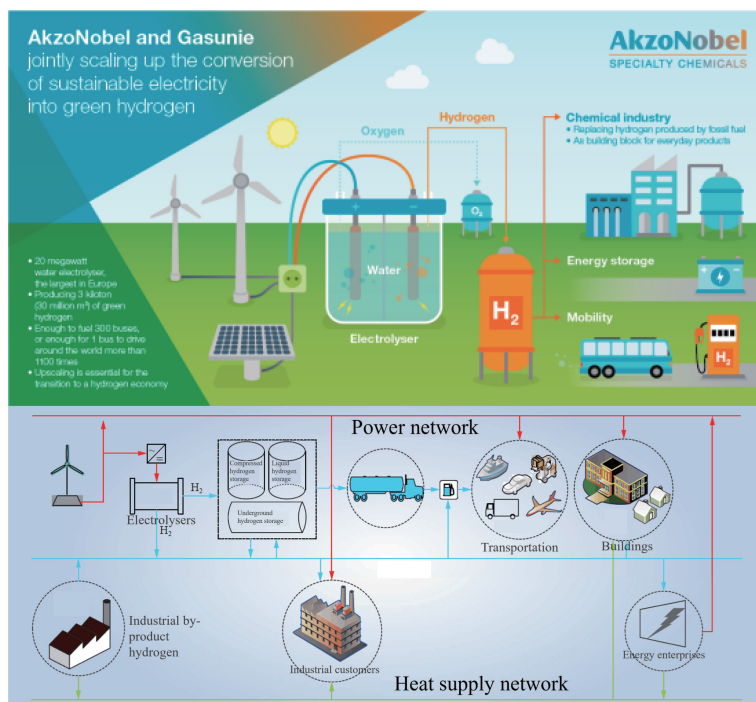 AkzoNobel and Gasunie
jointly scaling up the conversion
of sustainable electricity
into green hydrogen
AkzoNobel
SPECIALTY CHEMICALS
Oxygen
Hydrogen
Chemical industry
• Replacing hydrogen produced by fossil fuel
• As building block for everyday products
+
−
O₂
• 20 megawatt
water electrolyser,
the largest in Europe
• Producing 3 kiloton
(30 million m³) of green
hydrogen
• Enough to fuel 300 buses,
or enough for 1 bus to drive
around the world more than
1100 times
• Upscaling is essential for the
transition to a hydrogen economy
Water
Electrolyser
H₂
Energy storage
+ −
Mobility
H₂
Power network
Compressed
hydrogen
storage
Liquid
hydrogen
storage
Underground
hydrogen storage
H₂
Electrolysers
H₂
Transportation
Buildings
Industrial by-
product
hydrogen
Industrial customers
Energy enterprises
Heat supply network